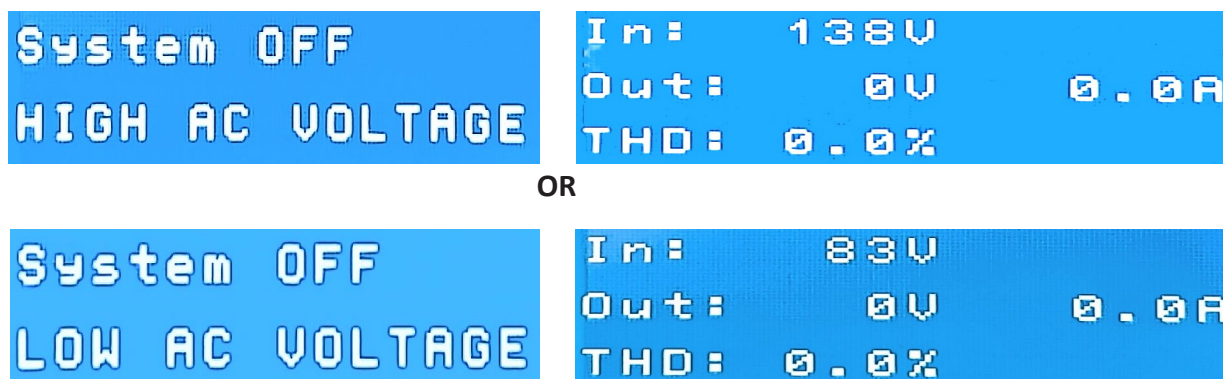 System OFF
HIGH AC VOLTAGE
In: 138V
Out: 0V 0.0A
THD: 0.0%
OR
System OFF
LOW AC VOLTAGE
In: 83V
Out: 0V 0.0A
THD: 0.0%